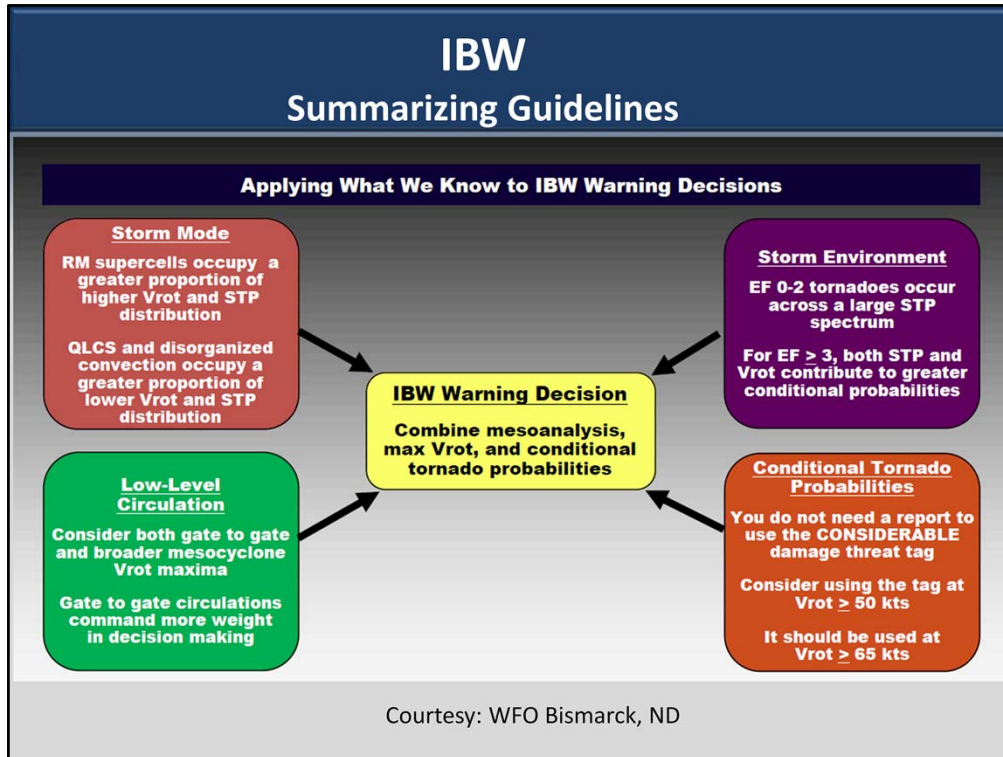 IBW
Summarizing Guidelines
Applying What We Know to IBW Warning Decisions
Storm Mode
RM supercells occupy a
greater proportion of
higher Vrot and STP
distribution
QLCS and disorganized
convection occupy a
greater proportion of
lower Vrot and STP
distribution
Storm Environment
EF 0-2 tornadoes occur
across a large STP
spectrum
For EF ≥ 3, both STP and
Vrot contribute to greater
conditional probabilities
IBW Warning Decision
Combine mesoanalysis,
max Vrot, and conditional
tornado probabilities
Low-Level
Circulation
Consider both gate to gate
and broader mesocyclone
Vrot maxima
Gate to gate circulations
command more weight
in decision making
Conditional Tornado
Probabilities
You do not need a report to
use the CONSIDERABLE
damage threat tag
Consider using the tag at
Vrot ≥ 50 kts
It should be used at
Vrot ≥ 65 kts
Courtesy: WFO Bismarck, ND